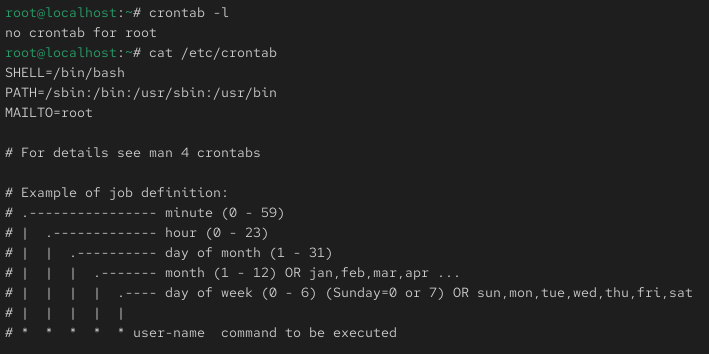 root@localhost:~# crontab -l
no crontab for root
root@localhost:~# cat /etc/crontab
SHELL=/bin/bash
PATH=/sbin:/bin:/usr/sbin:/usr/bin
MAILTO=root

# For details see man 4 crontabs

# Example of job definition:
# .---------------- minute (0 - 59)
# |  .------------- hour (0 - 23)
# |  |  .---------- day of month (1 - 31)
# |  |  |  .------- month (1 - 12) OR jan,feb,mar,apr ...
# |  |  |  |  .---- day of week (0 - 6) (Sunday=0 or 7) OR sun,mon,tue,wed,thu,fri,sat
# |  |  |  |  |
# *  *  *  *  * user-name  command to be executed